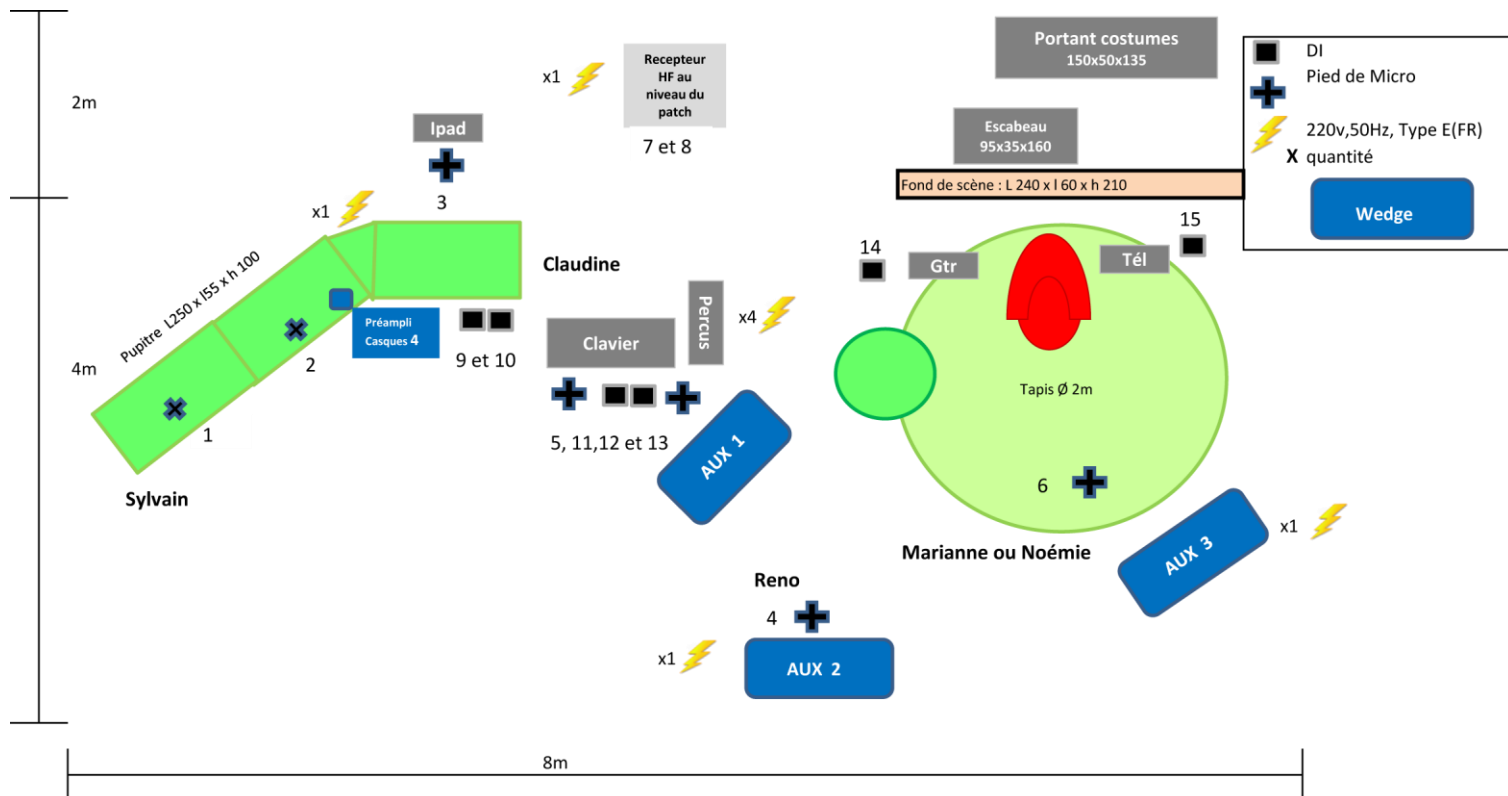 2m
4m
8m
x1
Recepteur
HF au
niveau du
patch
7 et 8
Ipad
3
x1
Portant costumes
150x50x135
Escabeau
95x35x160
Fond de scène : L 240 x l 60 x h 210
DI
Pied de Micro
220v,50Hz, Type E(FR)
X quantité
Wedge
Pupitre L250 x l55 x h 100
1
2
Sylvain
Préampli
Casques 4
Claudine
9 et 10
Clavier
Percus
x4
5, 11,12 et 13
AUX 1
14
Gtr
Tél
15
Tapis Ø 2m
6
Marianne ou Noémie
AUX 3
x1
Reno
4
x1
AUX 2